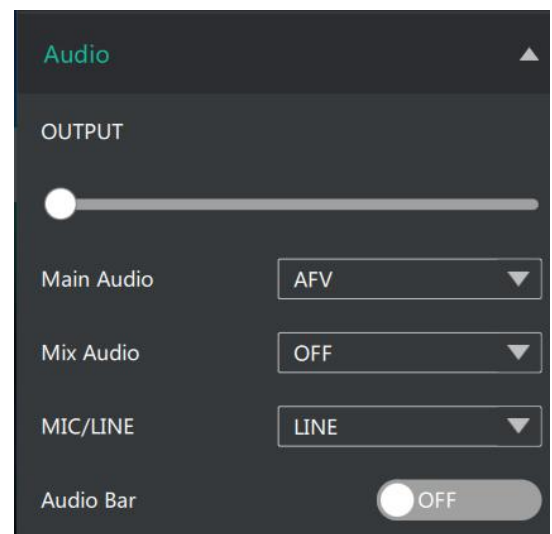 Audio
OUTPUT
Main Audio AFV
Mix Audio OFF
MIC/LINE LINE
Audio Bar OFF